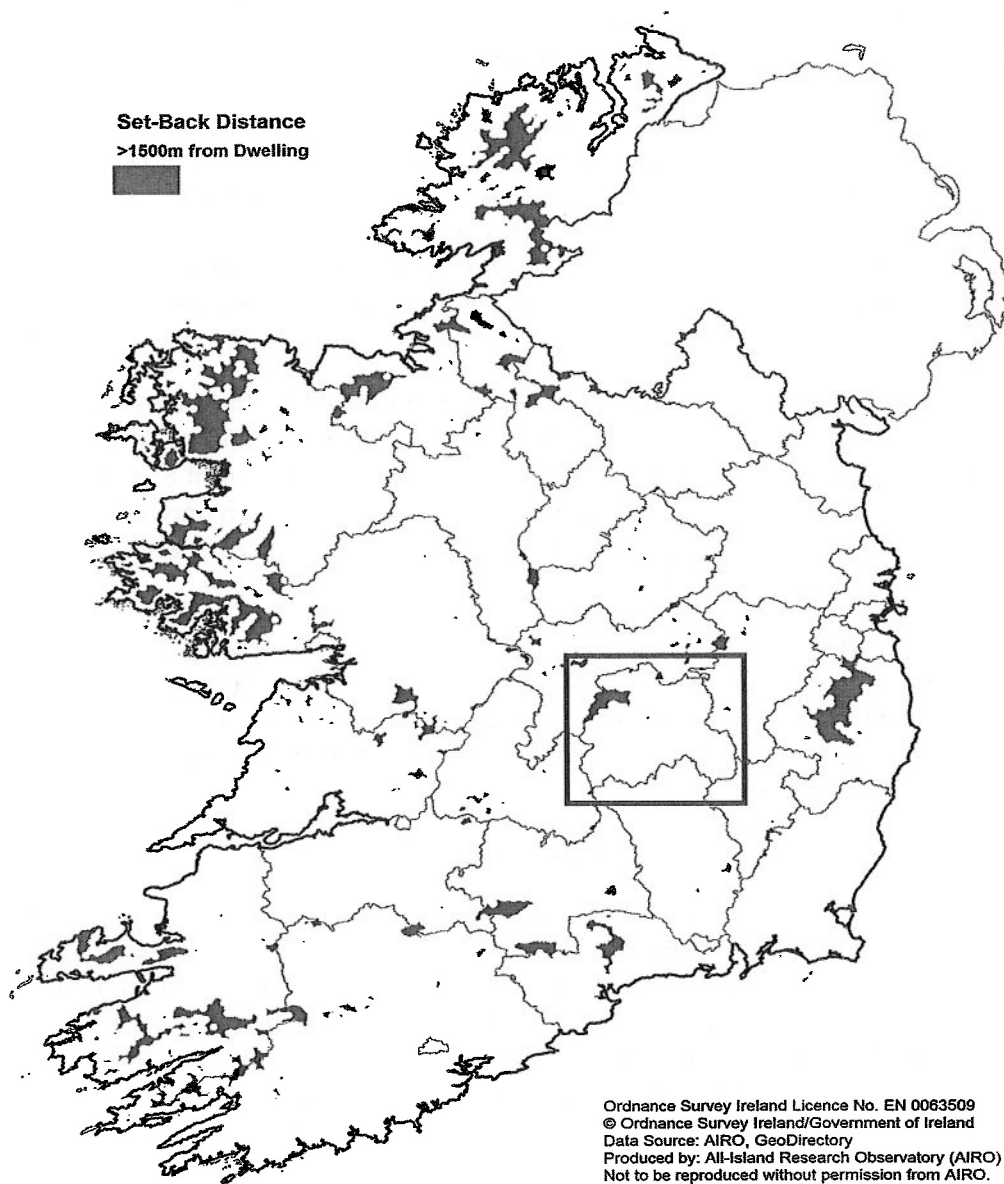 Set-Back Distance
>1500m from Dwelling
Ordnance Survey Ireland Licence No. EN 0063509
© Ordnance Survey Ireland/Government of Ireland
Data Source: AIRO, GeoDirectory
Produced by: All-Island Research Observatory (AIRO)
Not to be reproduced without permission from AIRO.